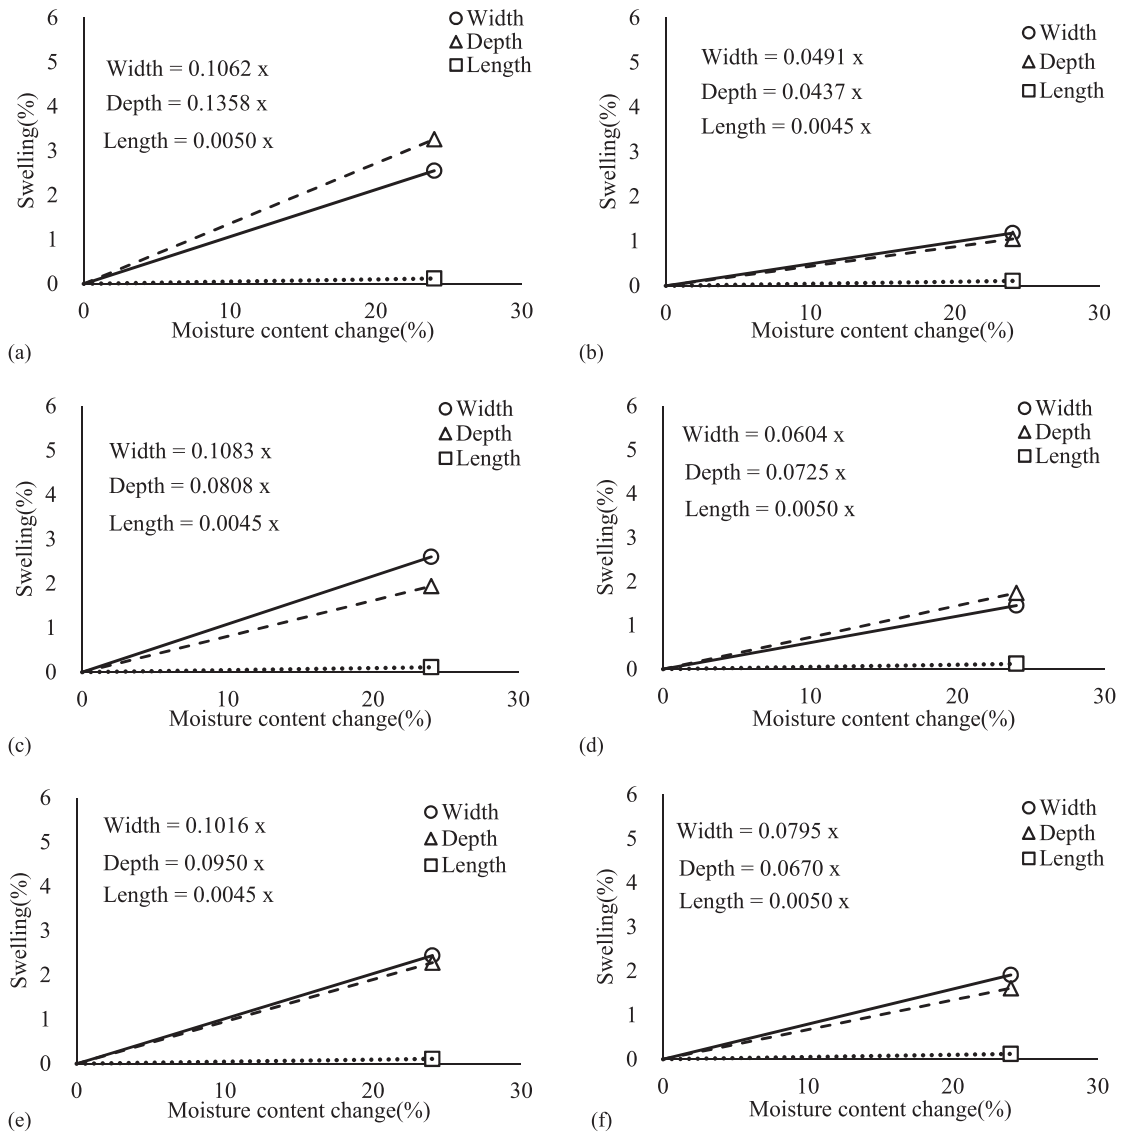 6
5
4
3
2
1
0
Swelling(%)
Width = 0.1062 x
Depth = 0.1358 x
Length = 0.0050 x
Width
Depth
Length
0 10 20 30
Moisture content change(%)
(a)
6
5
4
3
2
1
0
Swelling(%)
Width = 0.0491 x
Depth = 0.0437 x
Length = 0.0045 x
Width
Depth
Length
0 10 20 30
Moisture content change(%)
(b)
6
5
4
3
2
1
0
Swelling(%)
Width = 0.1083 x
Depth = 0.0808 x
Length = 0.0045 x
Width
Depth
Length
0 10 20 30
Moisture content change(%)
(c)
6
5
4
3
2
1
0
Swelling(%)
Width = 0.0604 x
Depth = 0.0725 x
Length = 0.0050 x
Width
Depth
Length
0 10 20 30
Moisture content change(%)
(d)
6
5
4
3
2
1
0
Swelling(%)
Width = 0.1016 x
Depth = 0.0950 x
Length = 0.0045 x
Width
Depth
Length
0 10 20 30
Moisture content change(%)
(e)
6
5
4
3
2
1
0
Swelling(%)
Width = 0.0795 x
Depth = 0.0670 x
Length = 0.0050 x
Width
Depth
Length
0 10 20 30
Moisture content change(%)
(f)